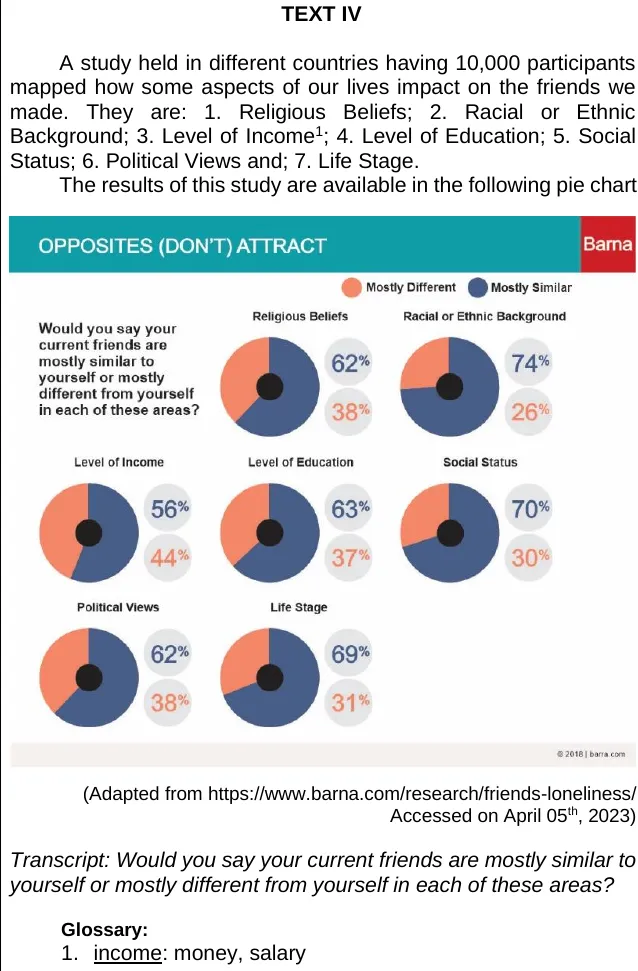 TEXT IV
A study held in different countries having 10,000 participants
mapped how some aspects of our lives impact on the friends we
made. They are: 1. Religious Beliefs; 2. Racial or Ethnic
Background; 3. Level of Income¹; 4. Level of Education; 5. Social
Status; 6. Political Views and; 7. Life Stage.
The results of this study are available in the following pie chart
OPPOSITES (DON'T) ATTRACT
Barna
Mostly Different
Mostly Similar
Would you say your
current friends are
mostly similar to
yourself or mostly
different from yourself
in each of these areas?
Religious Beliefs
62%
38%
Racial or Ethnic Background
74%
26%
Level of Income
56%
44%
Level of Education
63%
37%
Social Status
70%
30%
Political Views
62%
38%
Life Stage
69%
31%
© 2018 | barra.com
(Adapted from https://www.barna.com/research/friends-loneliness/
Accessed on April 05th, 2023)
Transcript: Would you say your current friends are mostly similar to
yourself or mostly different from yourself in each of these areas?
Glossary:
1. income: money, salary